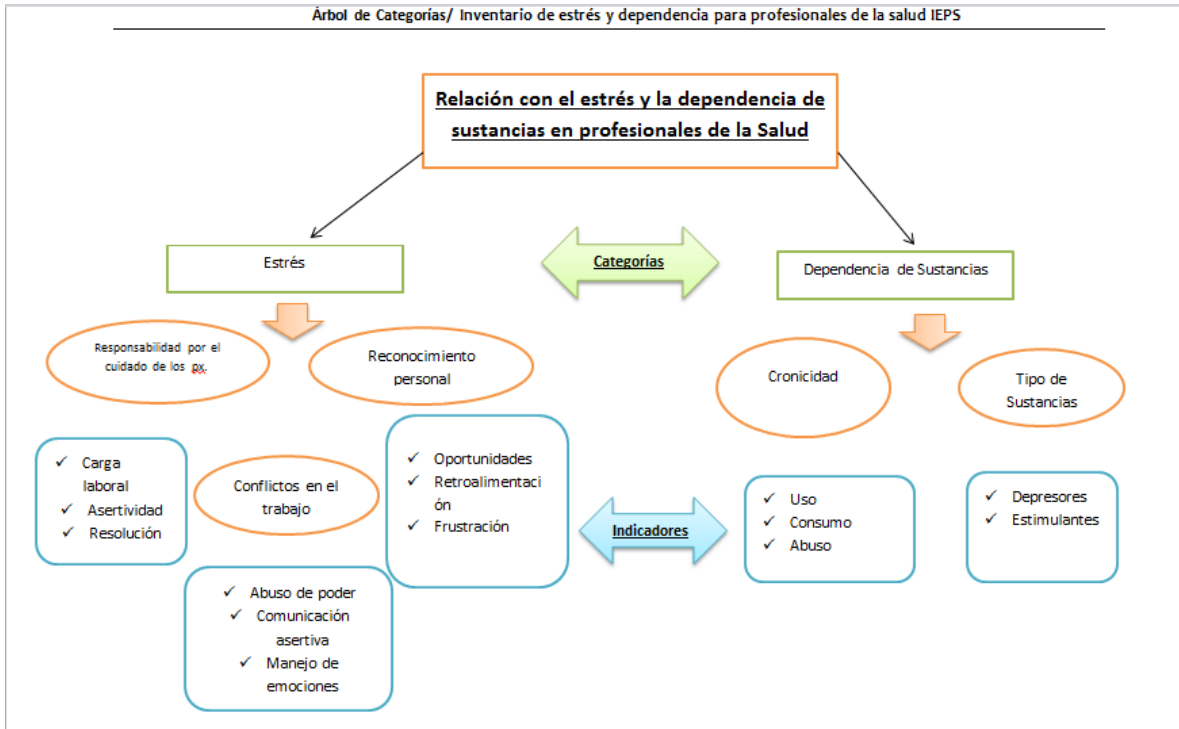 Árbol de Categorías/ Inventario de estrés y dependencia para profesionales de la salud IEPS
Relación con el estrés y la dependencia de
sustancias en profesionales de la Salud
Estrés
Categorías
Dependencia de Sustancias
Responsabilidad por el
cuidado de los px.
Reconocimiento
personal
Cronicidad
Tipo de
Sustancias
✓ Carga
laboral
✓ Asertividad
✓ Resolución
Conflictos en el
trabajo
✓ Oportunidades
✓ Retroalimentaci
ón
✓ Frustración
Indicadores
✓ Uso
✓ Consumo
✓ Abuso
✓ Depresores
✓ Estimulantes
✓ Abuso de poder
✓ Comunicación
asertiva
✓ Manejo de
emociones